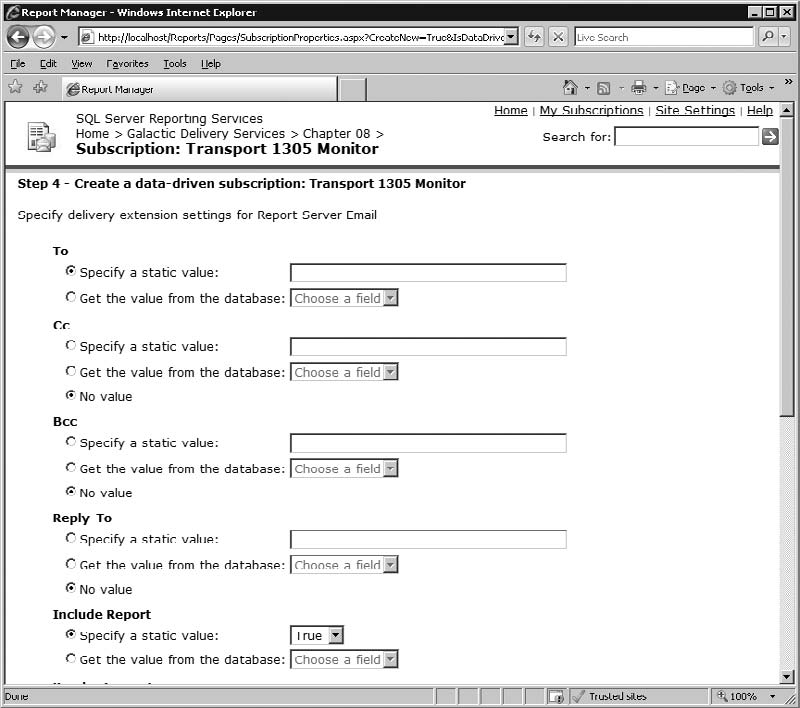 Report Manager - Windows Internet Explorer
http://localhost/Reports/Pages/SubscriptionProperties.aspx?CreateNew=True&IsDataDrive
Live Search
File Edit View Favorites Tools Help
Report Manager
Page Tools »
SQL Server Reporting Services
Home | My Subscriptions | Site Settings | Help
Home > Galactic Delivery Services > Chapter 08 >
Subscription: Transport 1305 Monitor
Search for:
Step 4 - Create a data-driven subscription: Transport 1305 Monitor
Specify delivery extension settings for Report Server Email
To
Specify a static value:
Get the value from the database: Choose a field
Cc
Specify a static value:
Get the value from the database: Choose a field
No value
Bcc
Specify a static value:
Get the value from the database: Choose a field
No value
Reply To
Specify a static value:
Get the value from the database: Choose a field
No value
Include Report
Specify a static value: True
Get the value from the database: Choose a field
Done
Trusted sites
100%